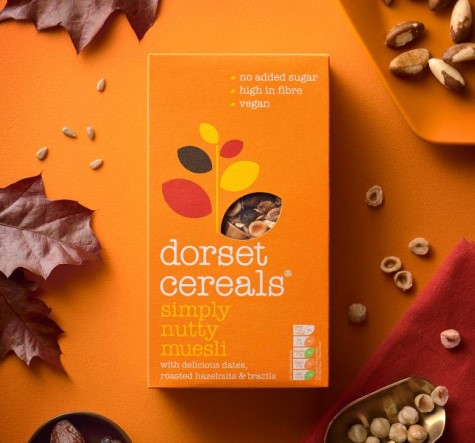 no added sugar
high in fibre
vegan
dorset
cereals®
simply
nutty
muesli
with delicious dates,
roasted hazelnuts & brazils